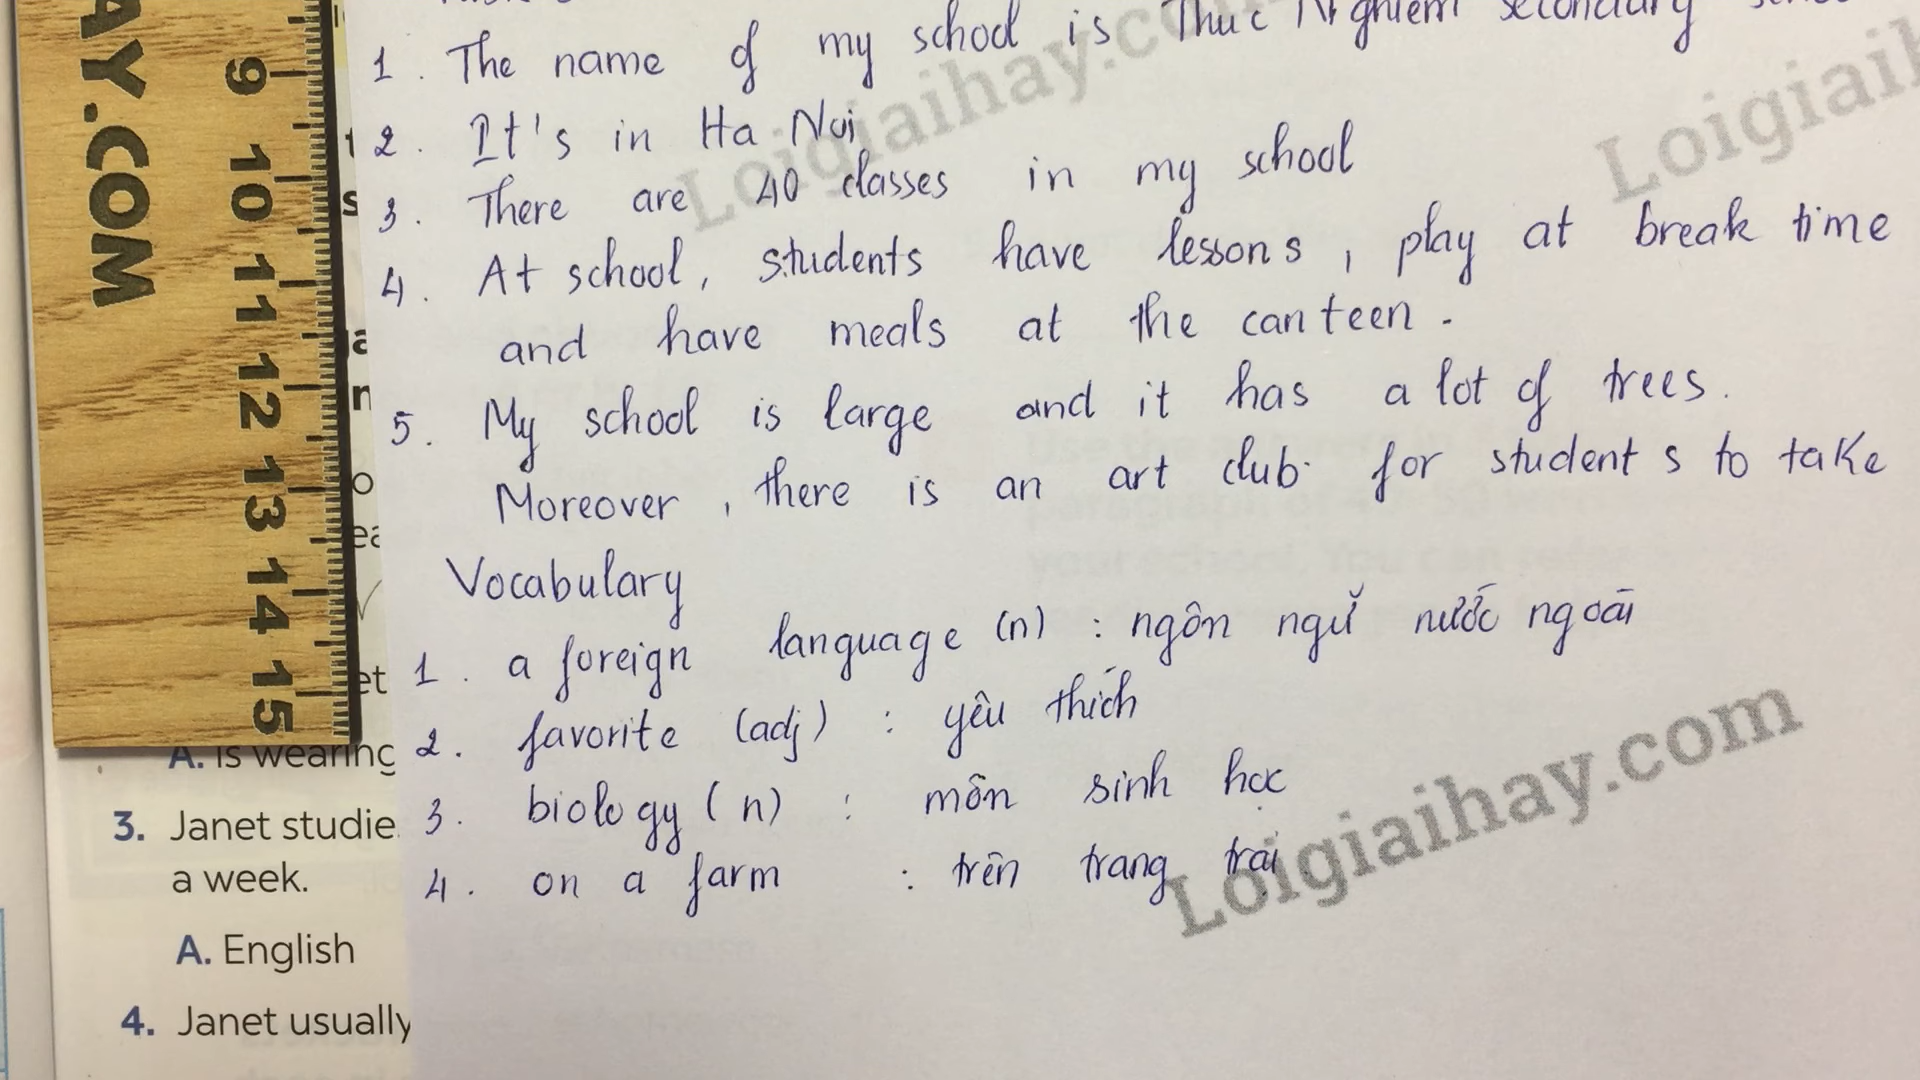 1. The name of my school is Thuc Nghiem secondary
2. It's in Ha Noi
3. There are 40 classes in my school
4. At school, students have lessons, play at break time
and have meals at the canteen.
5. My school is large and it has a lot of trees.
Moreover, there is an art club for students to take
Vocabulary
1. a foreign language (n) : ngôn ngữ nước ngoài
2. favorite (adj) : yêu thích
3. biology (n) : môn sinh học
4. on a farm : trên trang trại
AY.COM
9 10 11 12 13 14 15
A. is wearing
3. Janet studie
a week.
A. English
4. Janet usually
Loigiaihay.com
Loigiaih
Loigiaihay.com